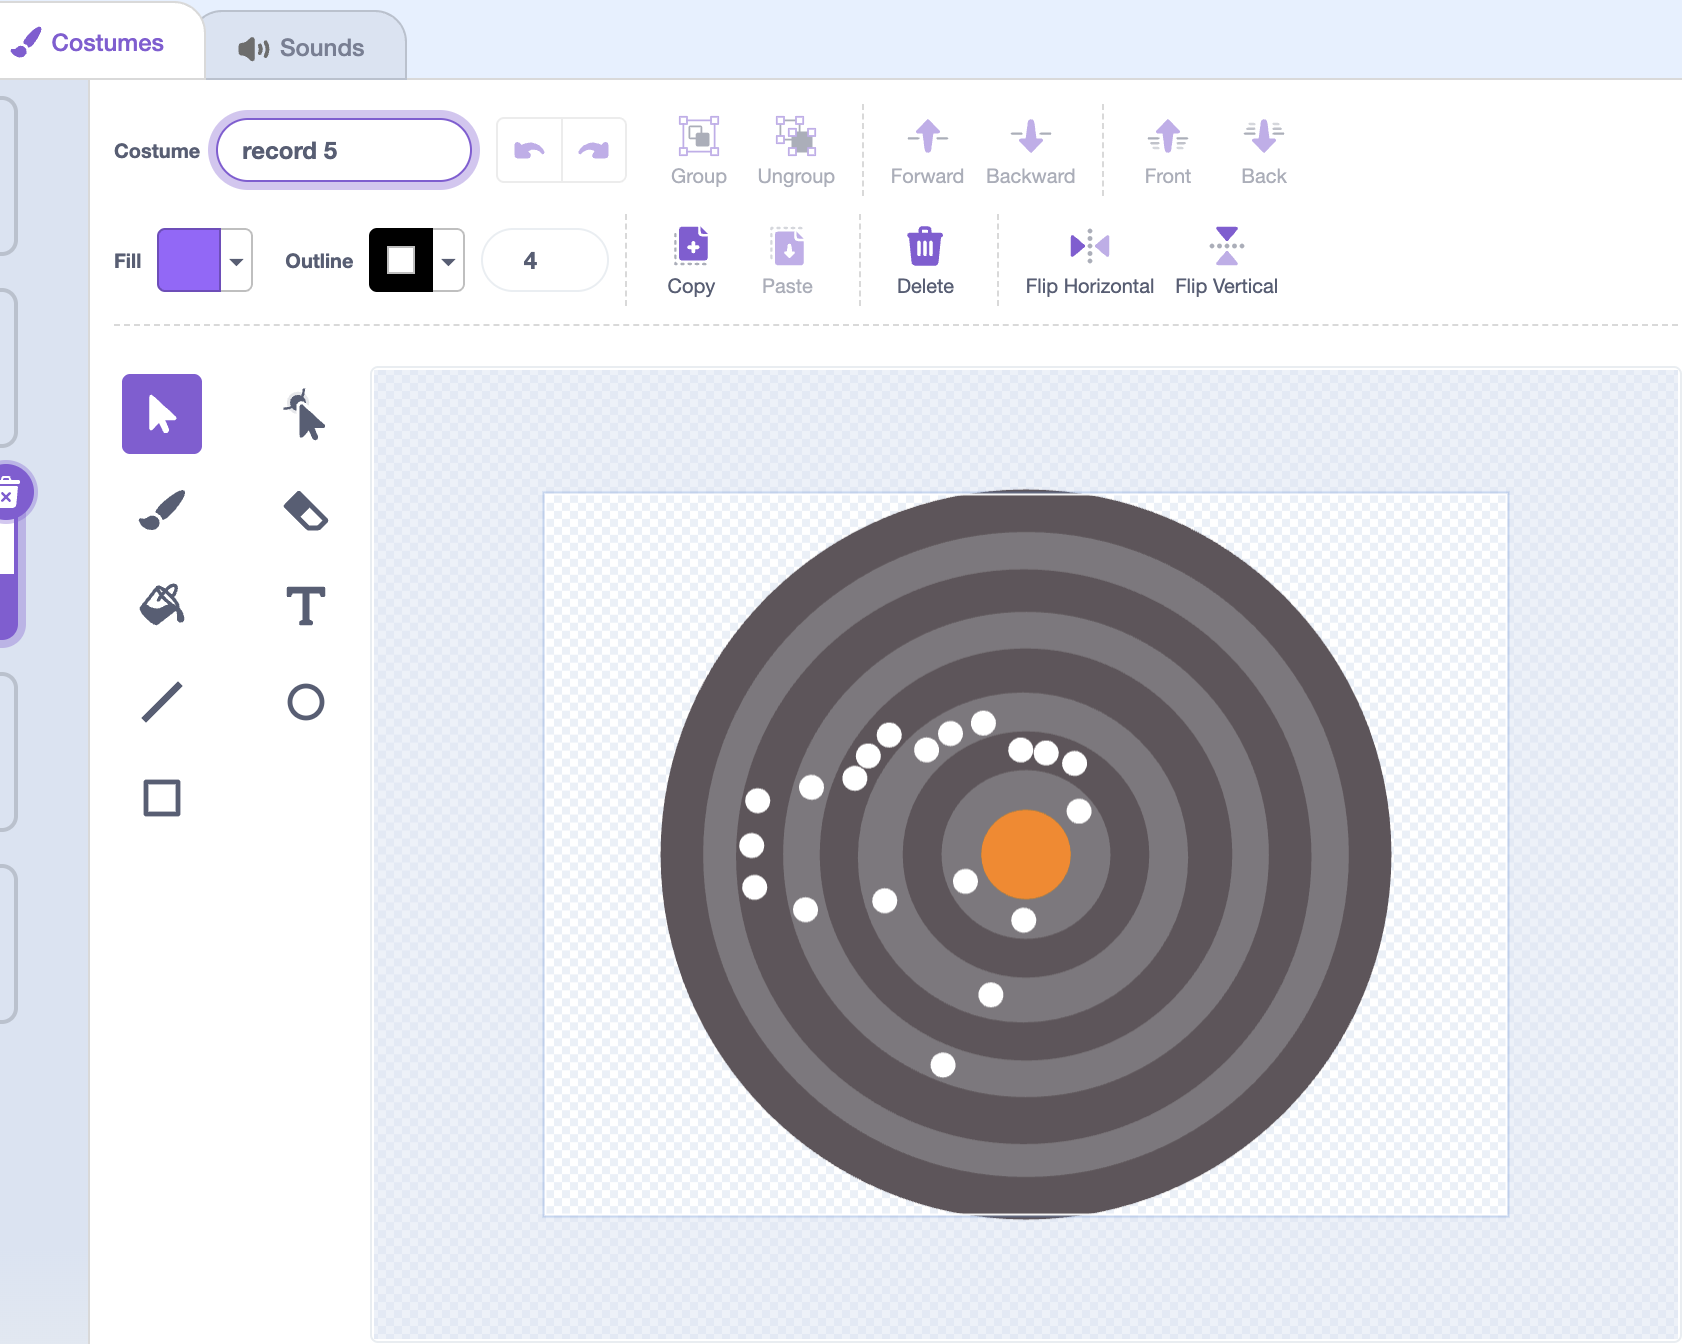 Costumes
Sounds
Costume
record 5
Group
Ungroup
Forward
Backward
Front
Back
Fill
Outline
4
Copy
Paste
Delete
Flip Horizontal
Flip Vertical